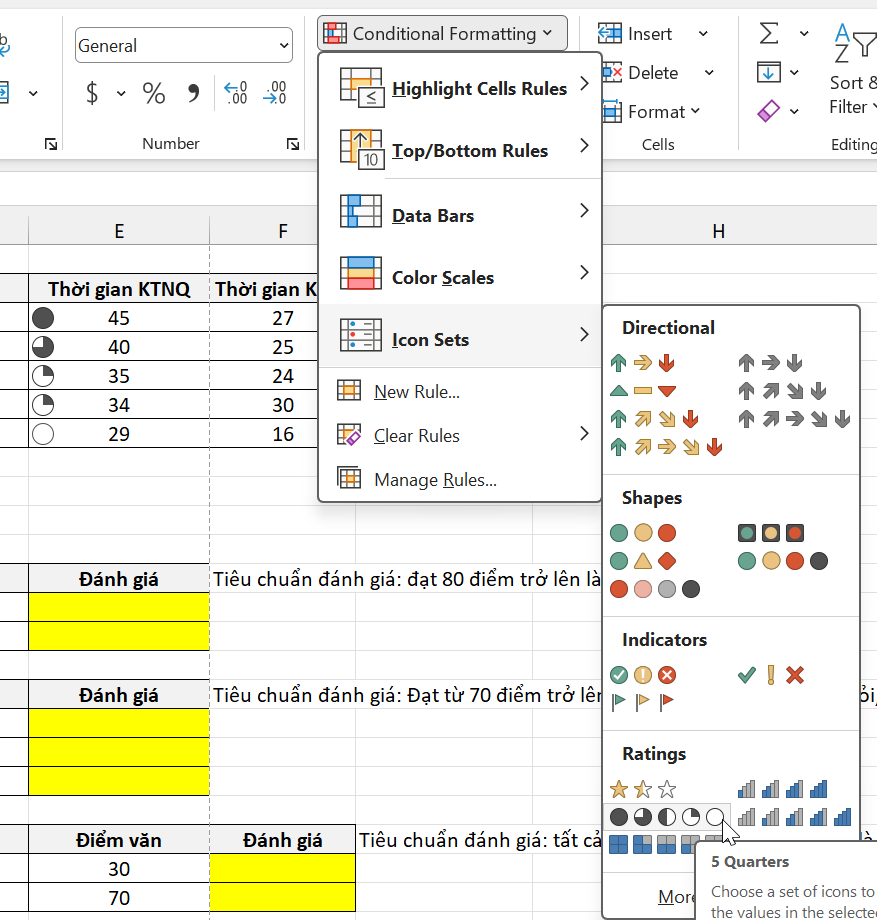 General
Conditional Formatting
Insert
Delete
Format
Sort &
Filter
$ % .00 .00
Number
Cells
Editing
Highlight Cells Rules
Top/Bottom Rules
Data Bars
Color Scales
Icon Sets
New Rule...
Clear Rules
Manage Rules...
E F H
Thời gian KTNQ Thời gian K
45 27
40 25
35 24
34 30
29 16
Directional
Shapes
Indicators
Ratings
More
5 Quarters
Choose a set of icons to
the values in the selected
Đánh giá Tiêu chuẩn đánh giá: đạt 80 điểm trở lên là
Đánh giá Tiêu chuẩn đánh giá: Đạt từ 70 điểm trở lên
Điểm văn Đánh giá Tiêu chuẩn đánh giá: tất cả
30
70